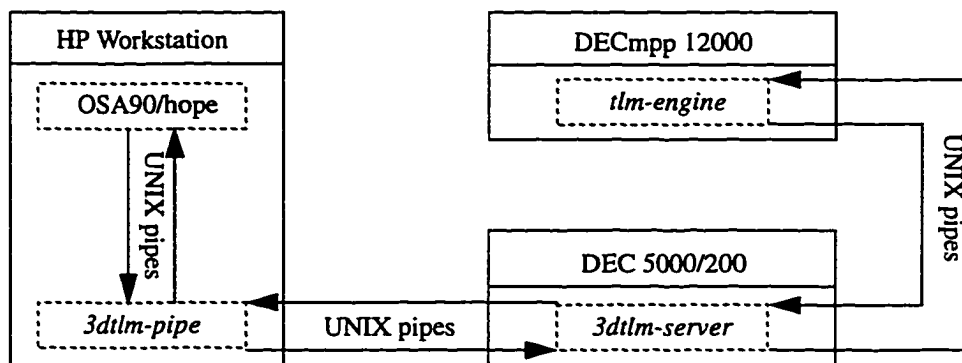 HP Workstation
DECmpp 12000
OSA90/hope
tlm-engine
UNIX pipes
UNIX pipes
DEC 5000/200
3dtlm-pipe
UNIX pipes
3dtlm-server